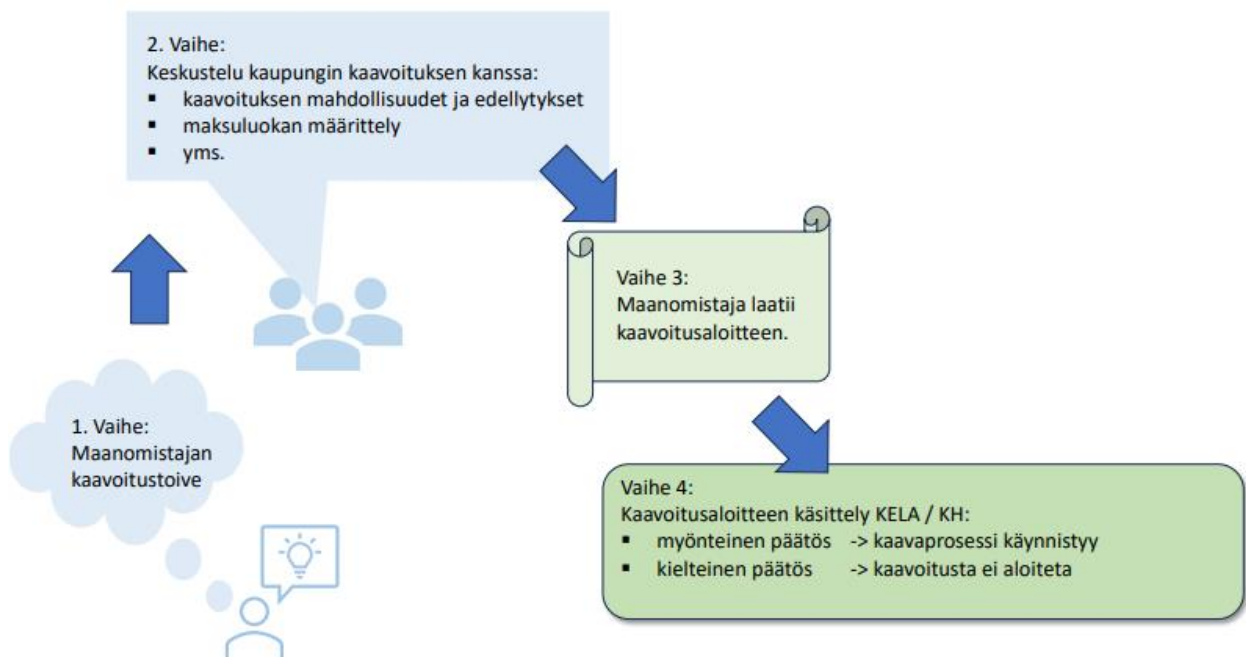 1. Vaihe:
Maanomistajan
kaavoitustoive
2. Vaihe:
Keskustelu kaupungin kaavoituksen kanssa:
▪ kaavoituksen mahdollisuudet ja edellytykset
▪ maksuluokan määrittely
▪ yms.
Vaihe 3:
Maanomistaja laatii
kaavoitusaloitteen.
Vaihe 4:
Kaavoitusaloitteen käsittely KELA / KH:
▪ myönteinen päätös -> kaavaprosessi käynnistyy
▪ kielteinen päätös -> kaavoitusta ei aloiteta